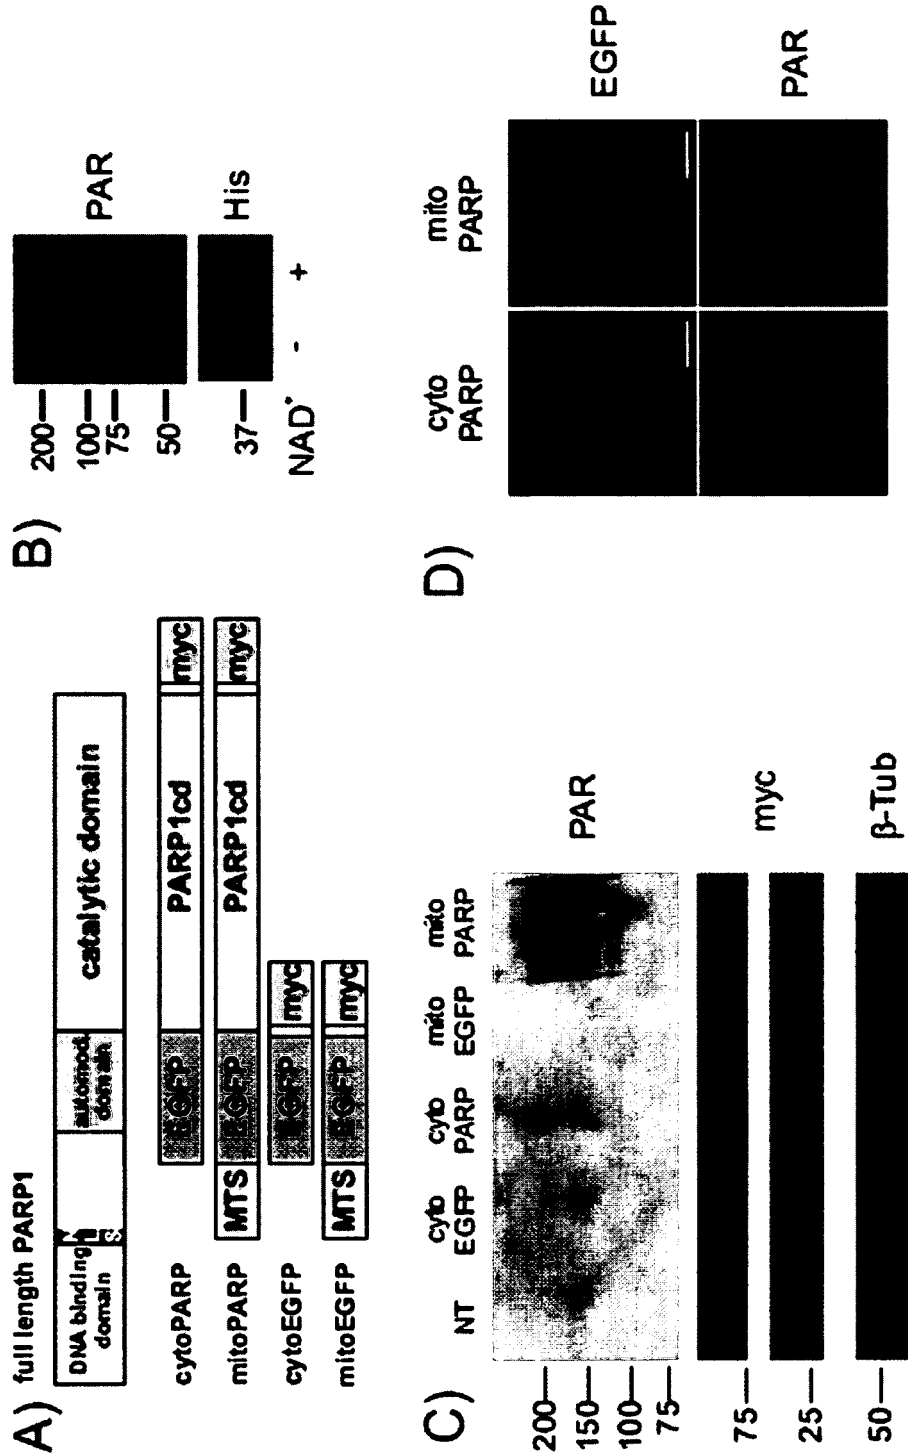 A)
full length PARP1
DNA binding domain
automod. domain
catalytic domain
cytoPARP
EGFP PARP1cd myc
mitoPARP
MTS EGFP PARP1cd myc
cytoEGFP
EGFP myc
mitoEGFP
MTS EGFP myc
B)
200
100
75
50
PAR
37
His
NAD+ - +
C)
NT cyto EGFP cyto PARP mito EGFP mito PARP
200
150
100
75
PAR
75
25
myc
50
β-Tub
D)
cyto PARP mito PARP
EGFP
PAR